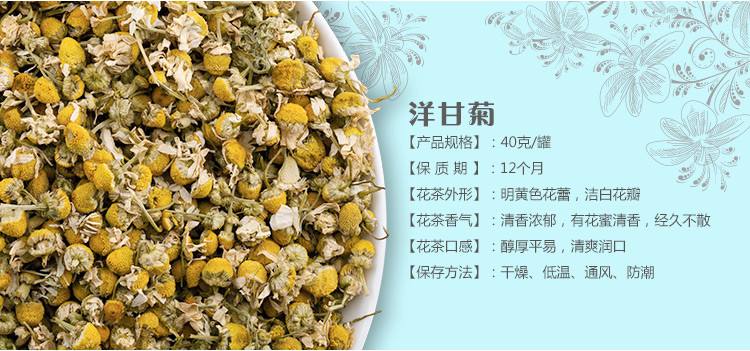 洋甘菊
【产品规格】：40克/罐
【保 质 期 】：12个月
【花茶外形】：明黄色花蕾，洁白花瓣
【花茶香气】：清香浓郁，有花蜜清香，经久不散
【花茶口感】：醇厚平易，清爽润口
【保存方法】：干燥、低温、通风、防潮